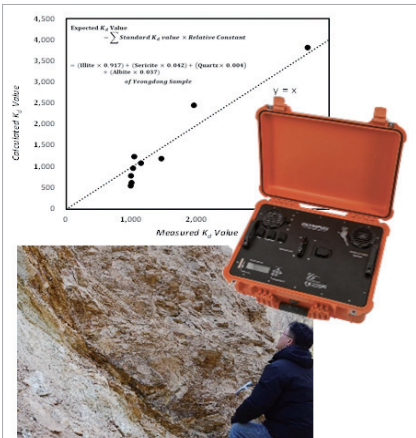 4,500
4,000
3,500
3,000
2,500
2,000
1,500
1,000
500
0
Calculated Kd Value
Expected Kd Value
= ∑ Standard Kd value × Relative Constant
= (Illite × 0.917) + (Sericite × 0.042) + (Quartz × 0.004)
+ (Albite × 0.037)
of Yeongdong Sample
y = x
0
1,000
2,000
Measured Kd Value
OLYMPUS